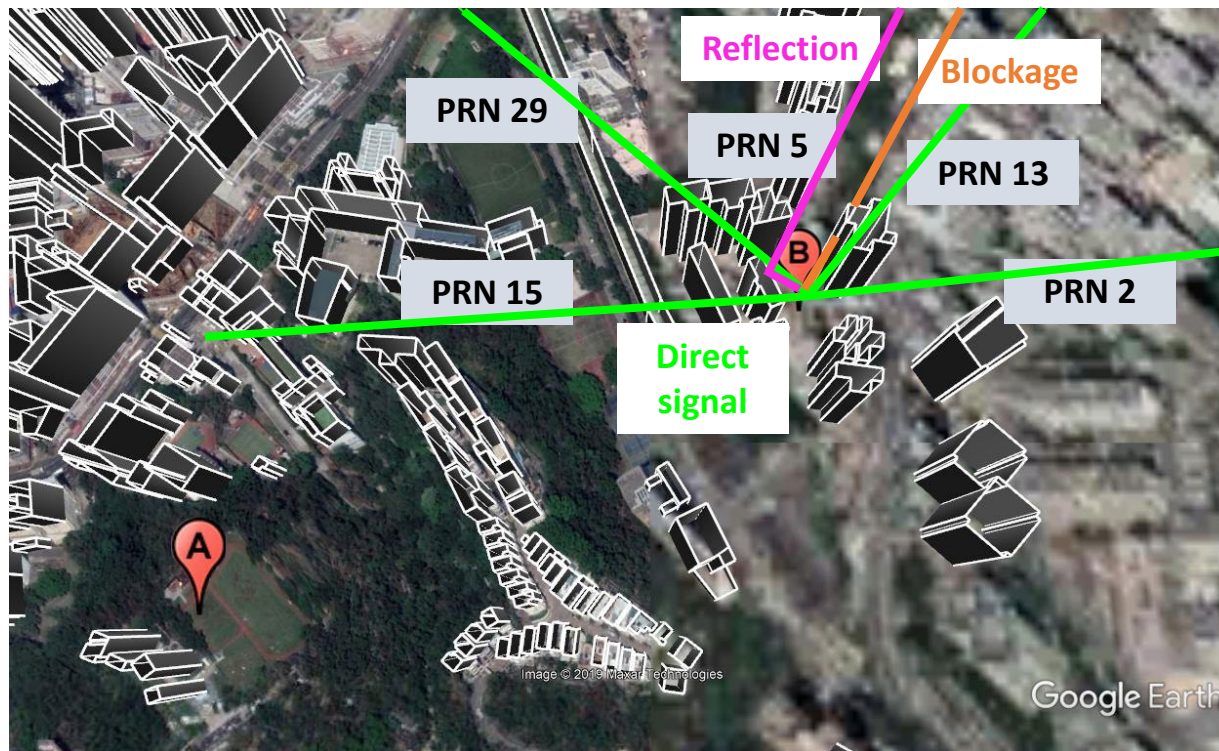 Reflection
Blockage
PRN 29
PRN 5
PRN 13
B
PRN 15
PRN 2
Direct
signal
A
Image © 2019 Maxar Technologies
Google Earth